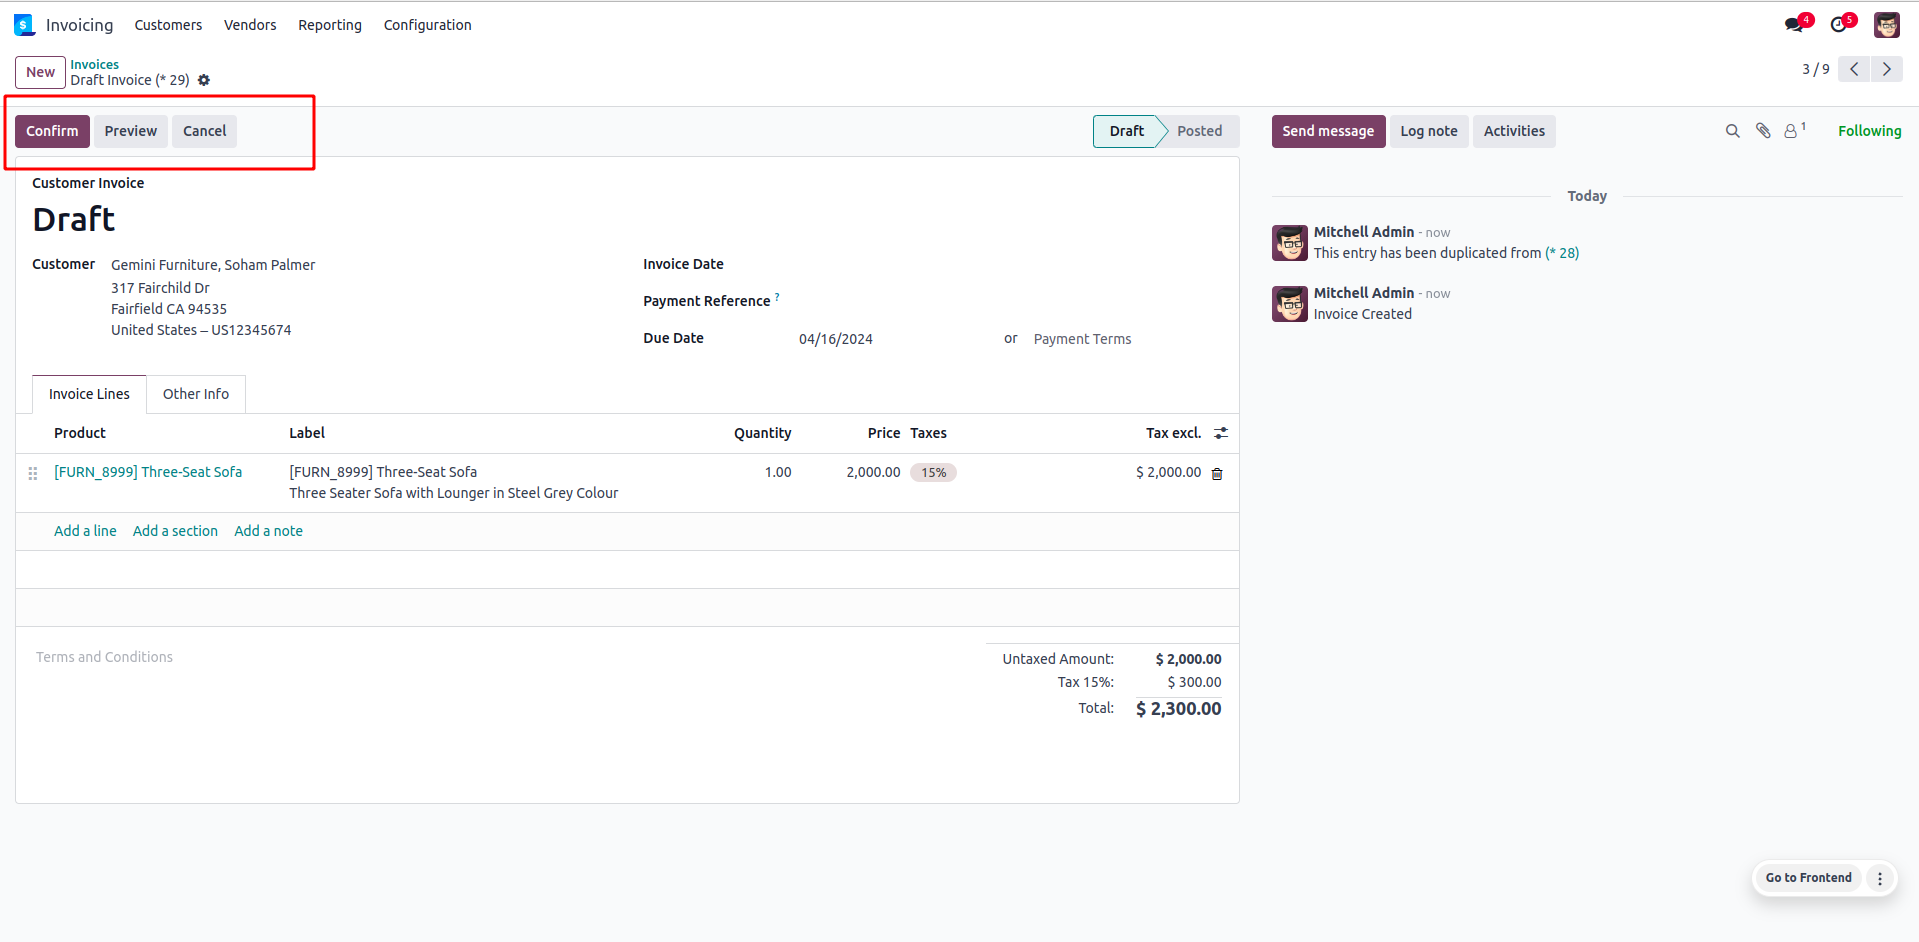 Invoicing Customers Vendors Reporting Configuration 4 5
New Invoices
Draft Invoice (* 29)
3 / 9
Confirm Preview Cancel Draft Posted Send message Log note Activities 1 Following
Customer Invoice
Draft
Customer Gemini Furniture, Soham Palmer
317 Fairchild Dr
Fairfield CA 94535
United States – US12345674
Invoice Date
Payment Reference ?
Due Date 04/16/2024 or Payment Terms
Invoice Lines Other Info
Product Label Quantity Price Taxes Tax excl.
[FURN_8999] Three-Seat Sofa [FURN_8999] Three-Seat Sofa 1.00 2,000.00 15% $ 2,000.00
Three Seater Sofa with Lounger in Steel Grey Colour
Add a line Add a section Add a note
Terms and Conditions
Untaxed Amount: $ 2,000.00
Tax 15%: $ 300.00
Total: $ 2,300.00
Today
Mitchell Admin - now
This entry has been duplicated from (* 28)
Mitchell Admin - now
Invoice Created
Go to Frontend